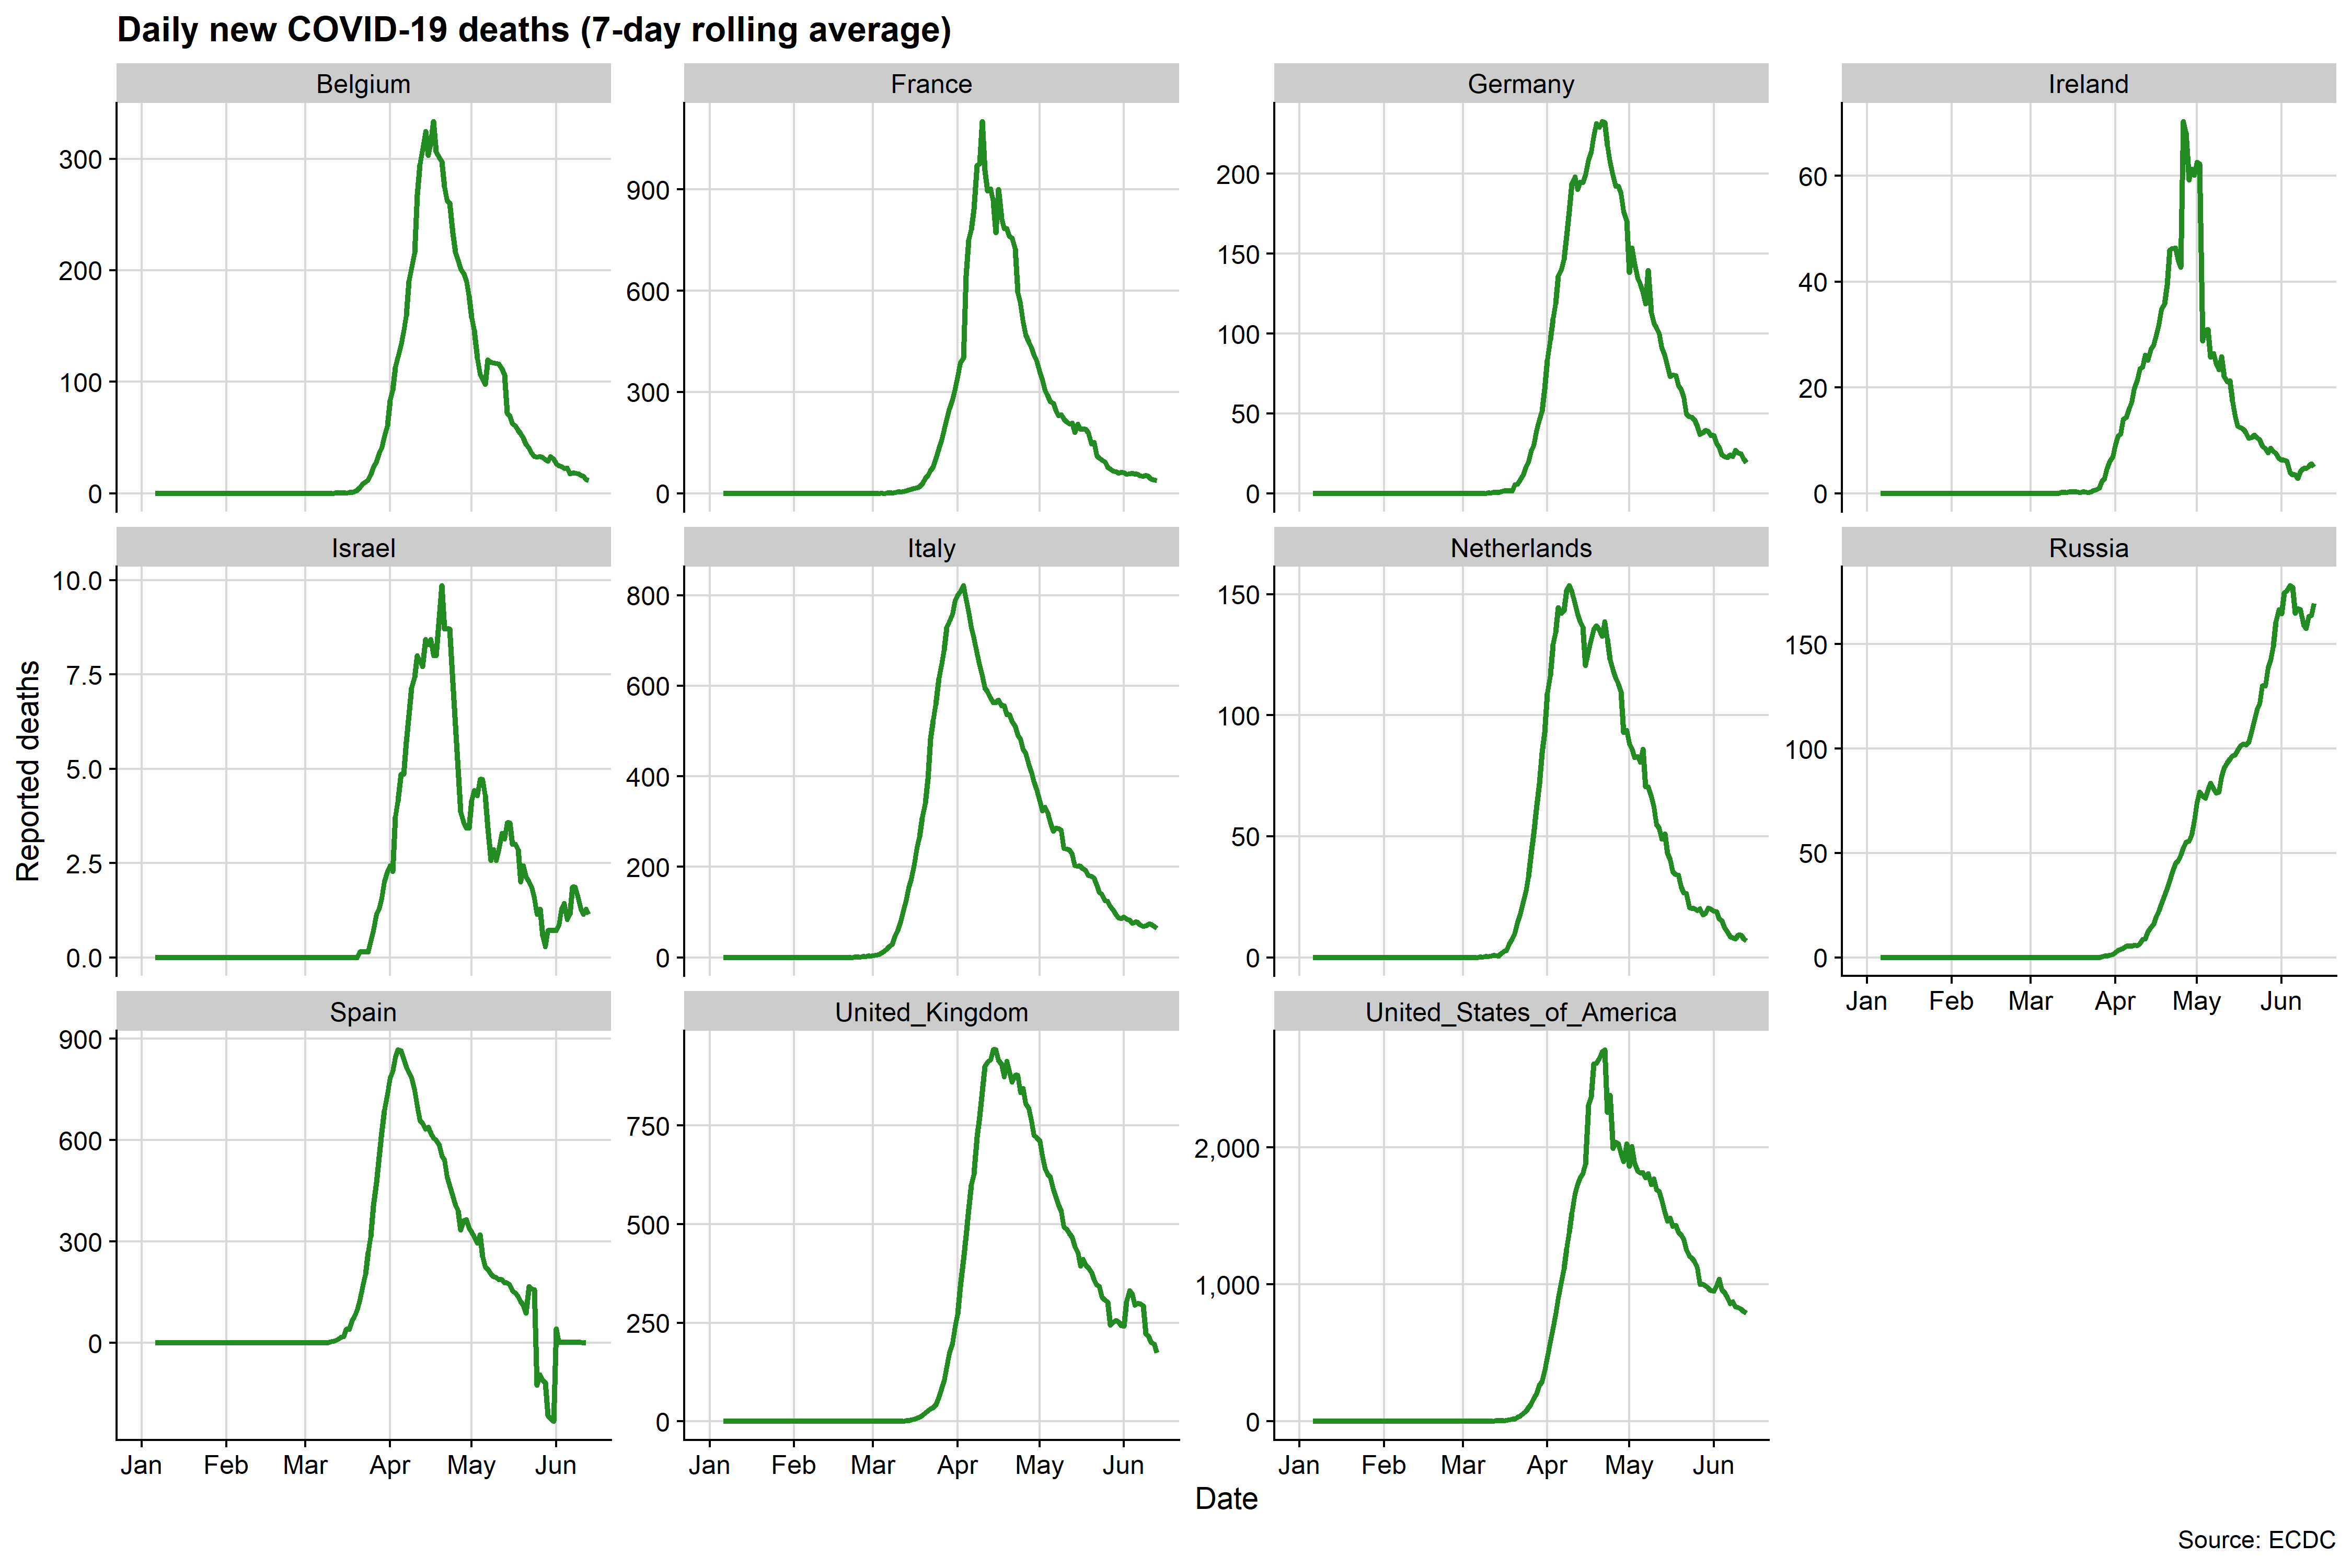 Daily new COVID-19 deaths (7-day rolling average)
Belgium
France
Germany
Ireland
300
200
100
0
900
600
300
0
200
150
100
50
0
60
40
20
0
Israel
Italy
Netherlands
Russia
10.0
7.5
5.0
2.5
0.0
800
600
400
200
0
150
100
50
0
150
100
50
0
Jan Feb Mar Apr May Jun
Reported deaths
Spain
United_Kingdom
United_States_of_America
900
600
300
0
750
500
250
0
2,000
1,000
0
Jan Feb Mar Apr May Jun
Jan Feb Mar Apr May Jun
Jan Feb Mar Apr May Jun
Date
Source: ECDC